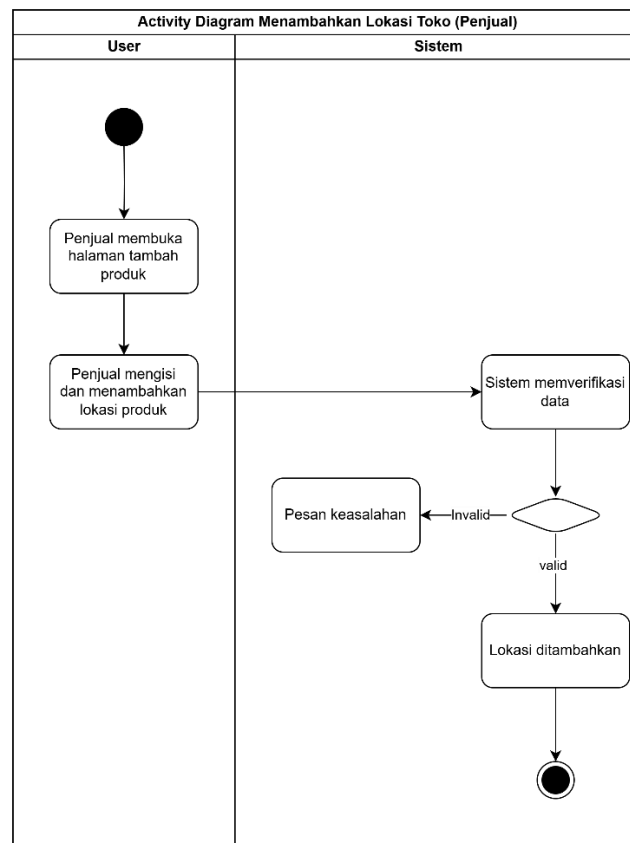 Activity Diagram Menambahkan Lokasi Toko (Penjual)
User
Sistem
Penjual membuka
halaman tambah
produk
Penjual mengisi
dan menambahkan
lokasi produk
Sistem memverifikasi
data
Pesan keasalahan
Invalid
valid
Lokasi ditambahkan